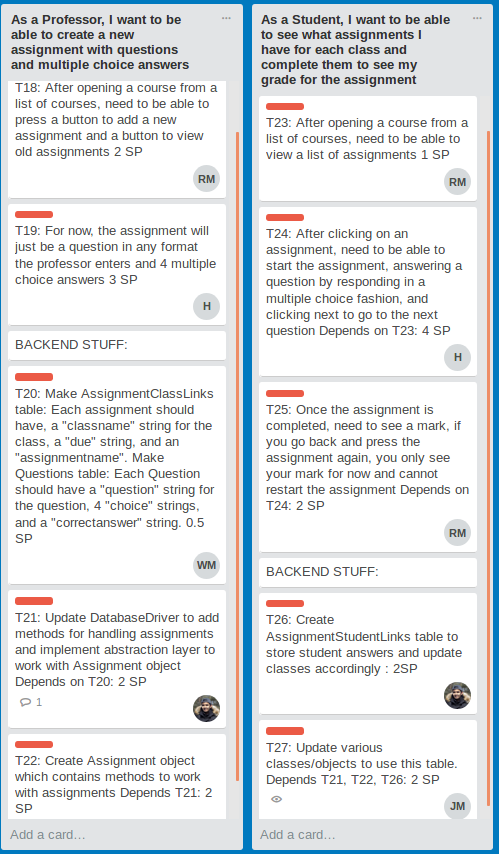 As a Professor, I want to be
able to create a new
assignment with questions
and multiple choice answers
T18: After opening a course from a
list of courses, need to be able to
press a button to add a new
assignment and a button to view
old assignments 2 SP
RM
T19: For now, the assignment will
just be a question in any format
the professor enters and 4 multiple
choice answers 3 SP
H
BACKEND STUFF:
T20: Make AssignmentClassLinks
table: Each assignment should
have, a "classname" string for the
class, a "due" string, and an
"assignmentname". Make
Questions table: Each Question
should have a "question" string for
the question, 4 "choice" strings,
and a "correctanswer" string. 0.5
SP
WM
T21: Update DatabaseDriver to add
methods for handling assignments
and implement abstraction layer to
work with Assignment object
Depends on T20: 2 SP
1
T22: Create Assignment object
which contains methods to work
with assignments Depends T21: 2
SP
Add a card…
As a Student, I want to be able
to see what assignments I
have for each class and
complete them to see my
grade for the assignment
T23: After opening a course from a
list of courses, need to be able to
view a list of assignments 1 SP
RM
T24: After clicking on an
assignment, need to be able to
start the assignment, answering a
question by responding in a
multiple choice fashion, and
clicking next to go to the next
question Depends on T23: 4 SP
H
T25: Once the assignment is
completed, need to see a mark, if
you go back and press the
assignment again, you only see
your mark for now and cannot
restart the assignment Depends on
T24: 2 SP
RM
BACKEND STUFF:
T26: Create
AssignmentStudentLinks table to
store student answers and update
classes accordingly : 2SP
T27: Update various
classes/objects to use this table.
Depends T21, T22, T26: 2 SP
JM
Add a card…